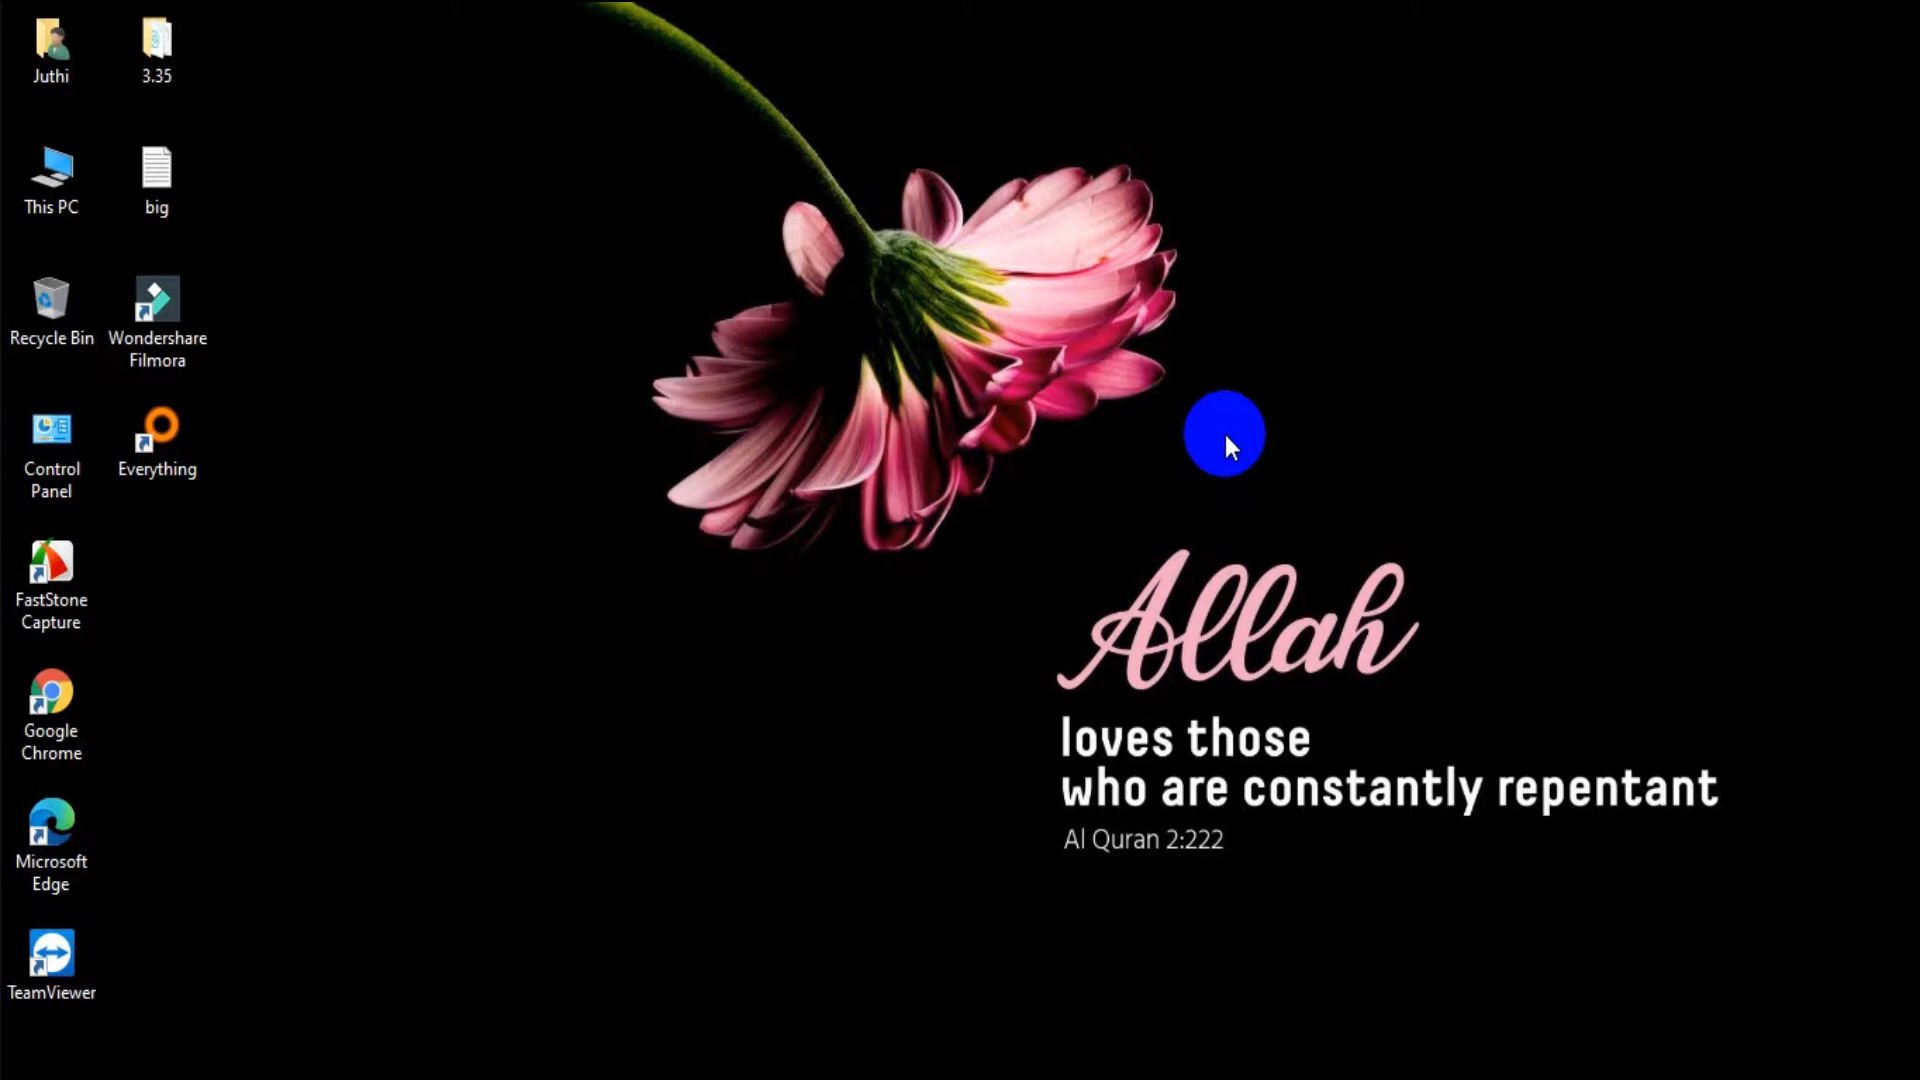 Juthi
3.35
This PC
big
Recycle Bin
Wondershare
Filmora
Control
Panel
Everything
FastStone
Capture
Google
Chrome
Microsoft
Edge
TeamViewer
Allah
loves those
who are constantly repentant
Al Quran 2:222